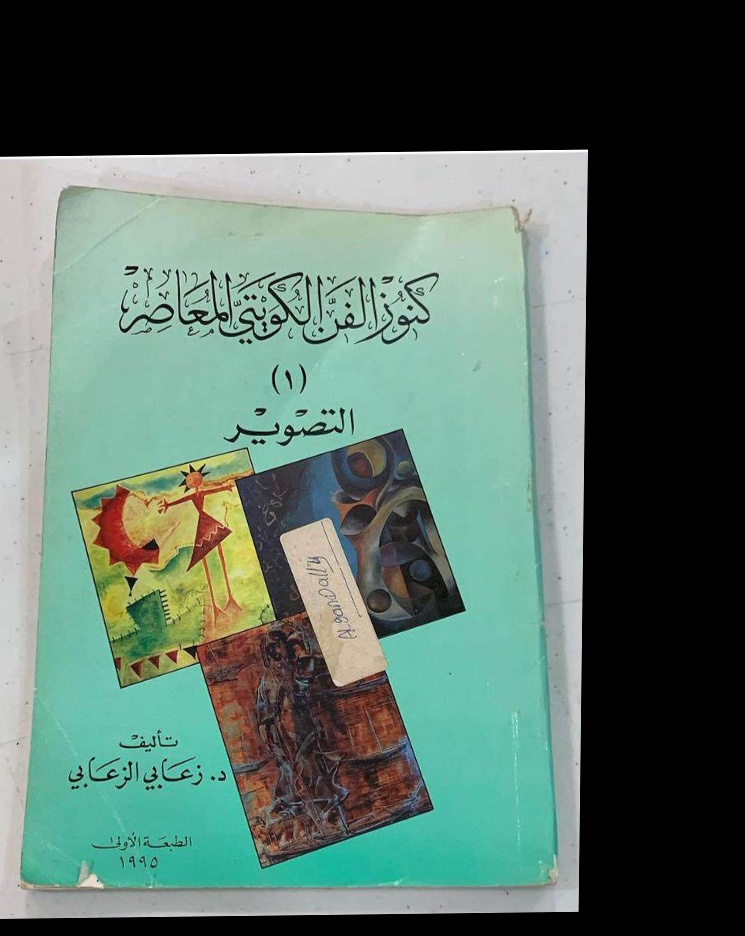 كنوز الفن الكويتي المعاصر
(١)
التصوير
تأليف
د. زعابي الزعابي
الطبعة الأولى
١٩٩٥